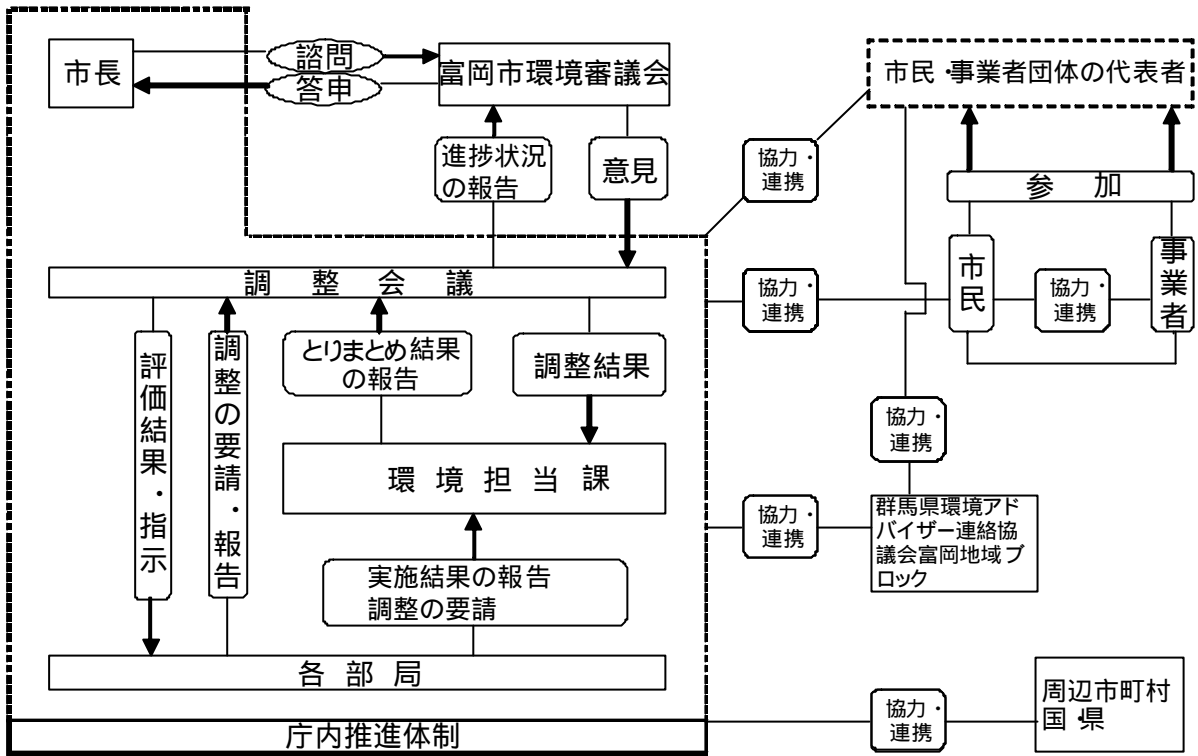 市長
諮問
答申
富岡市環境審議会
市民・事業者団体の代表者
進捗状況
の報告
意見
協力・
連携
参加
調整会議
市民
協力・
連携
事業者
協力・
連携
評価結果・指示
調整の要請・報告
とりまとめ結果
の報告
調整結果
協力・
連携
環境担当課
協力・
連携
群馬県環境アド
バイザー連絡協
議会富岡地域ブ
ロック
実施結果の報告
調整の要請
各部局
協力・
連携
周辺市町村
国・県
庁内推進体制